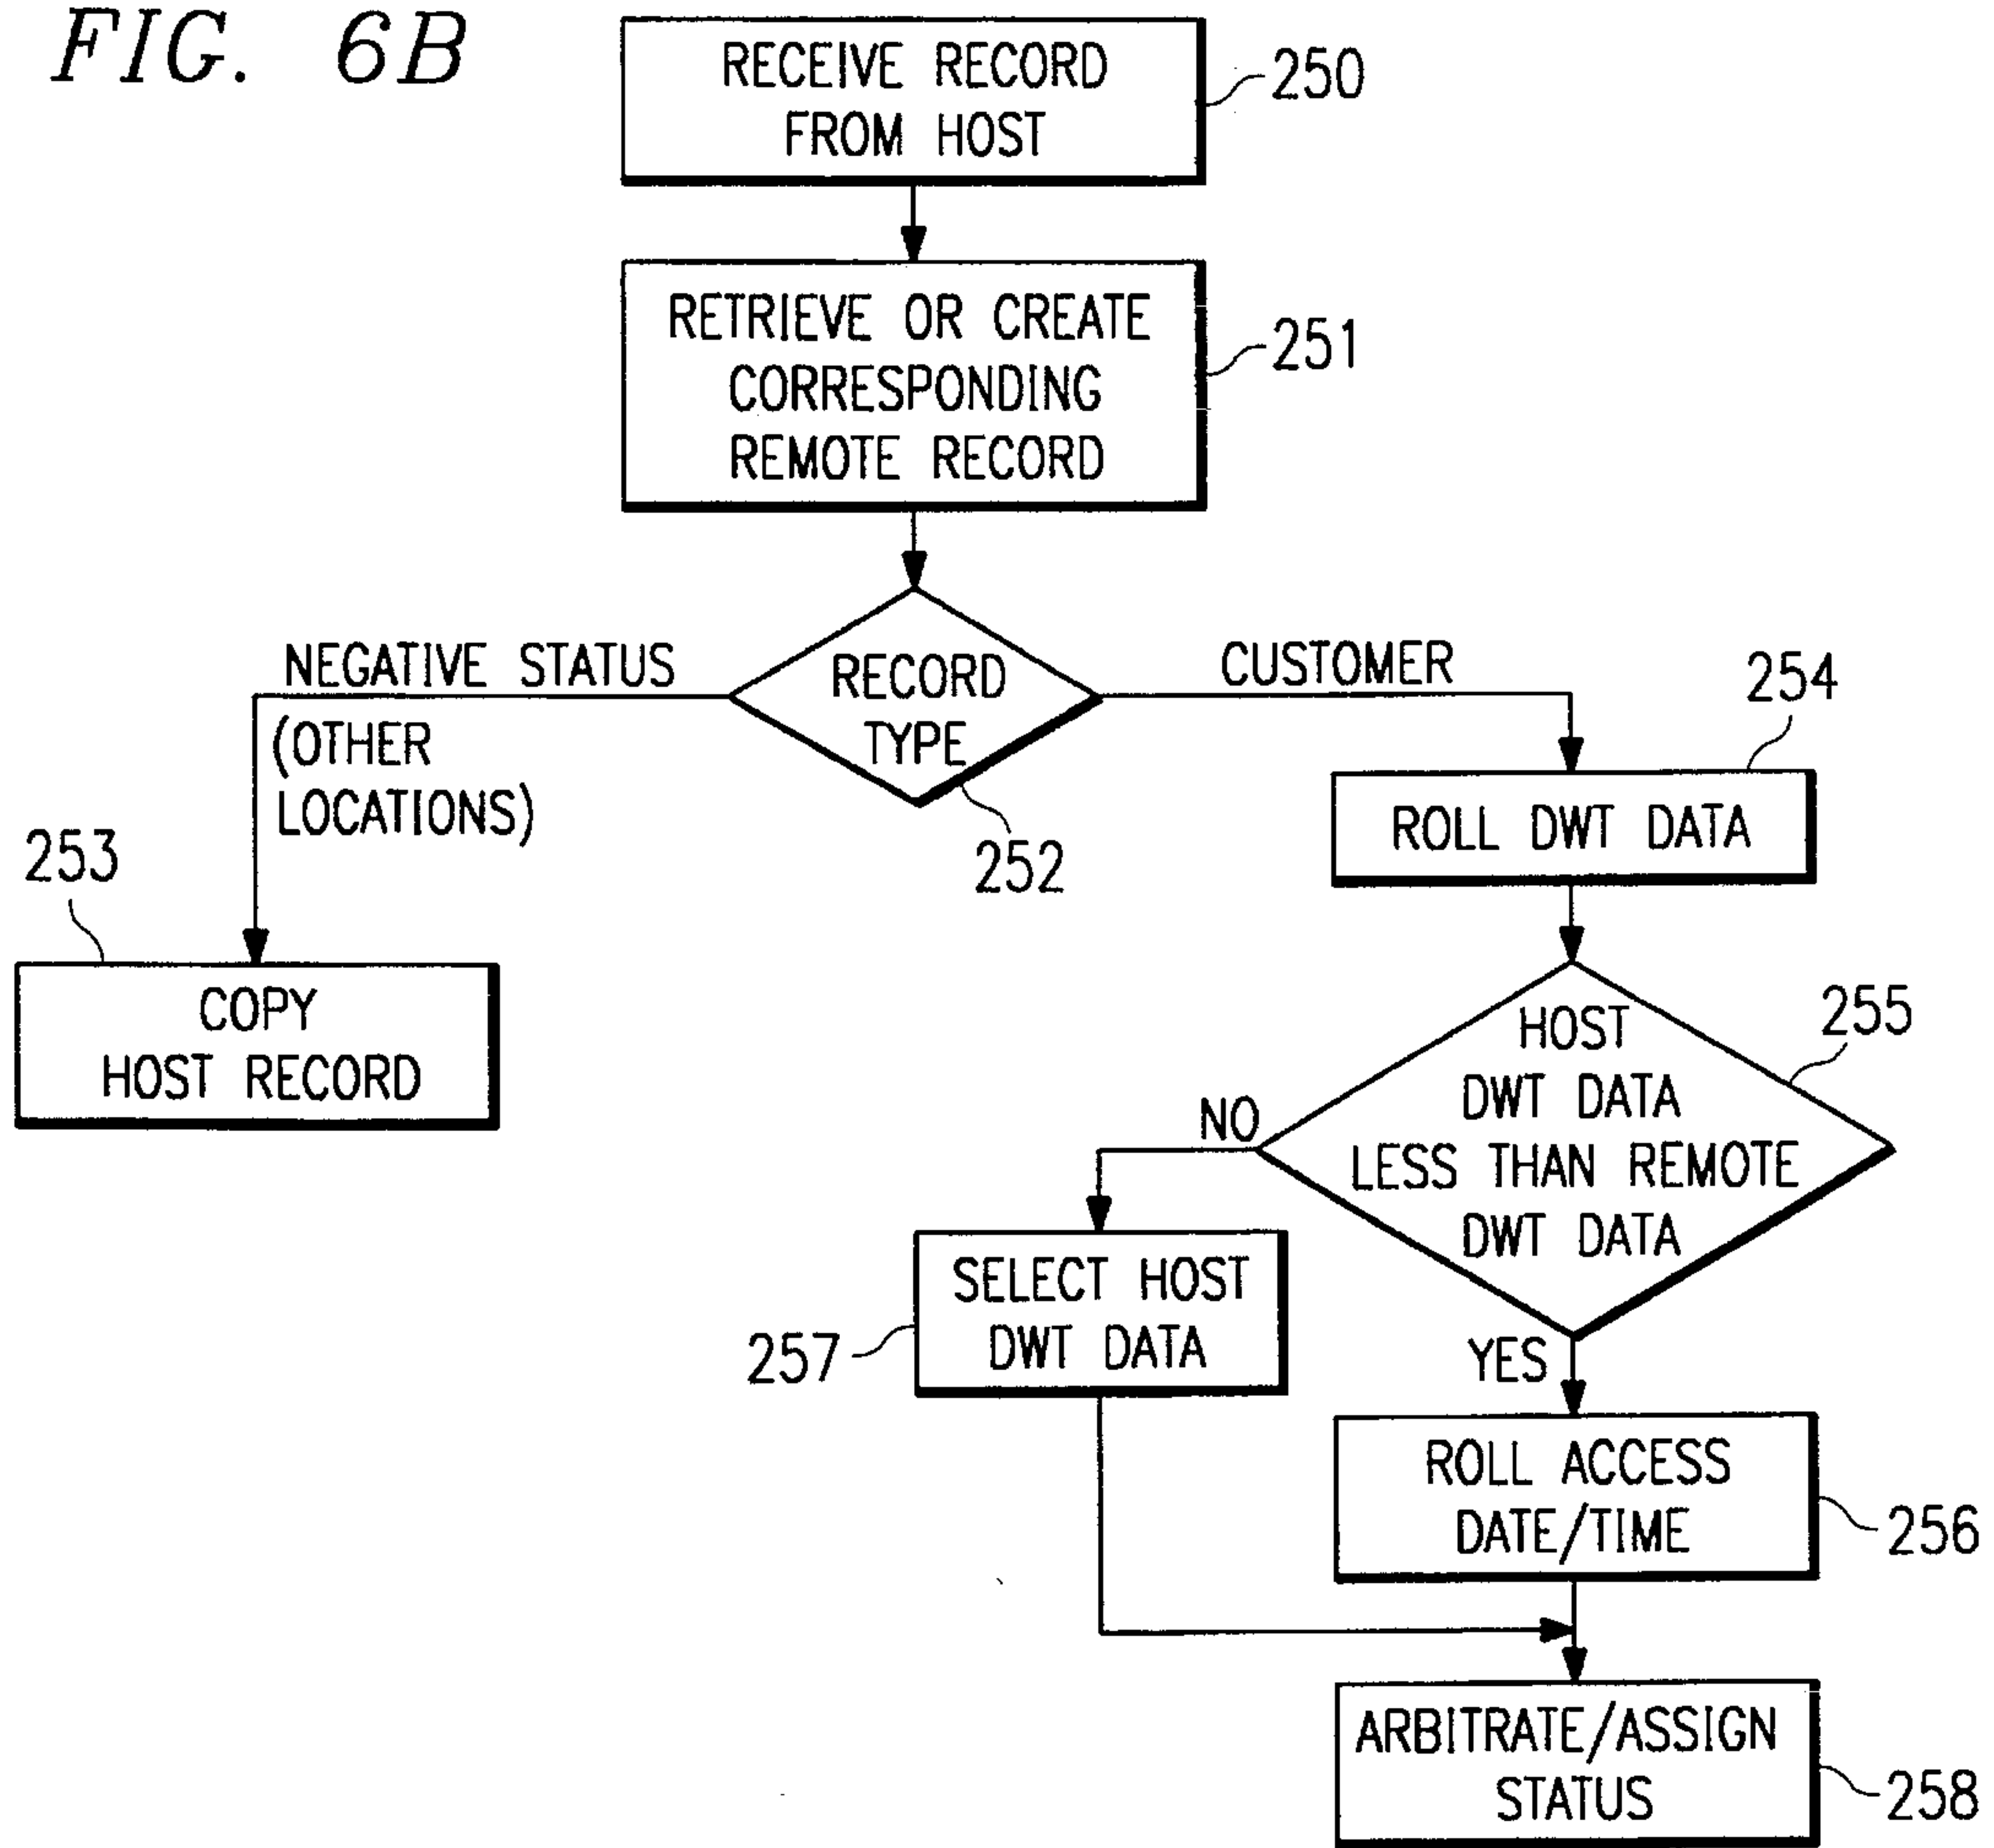 FIG. 6B
RECEIVE RECORD
FROM HOST
250
RETRIEVE OR CREATE
CORRESPONDING
REMOTE RECORD
251
NEGATIVE STATUS
(OTHER
LOCATIONS)
RECORD
TYPE
252
CUSTOMER
253
COPY
HOST RECORD
254
ROLL DWT DATA
HOST
DWT DATA
LESS THAN REMOTE
DWT DATA
255
NO
SELECT HOST
DWT DATA
257
YES
ROLL ACCESS
DATE/TIME
256
ARBITRATE/ASSIGN
STATUS
258